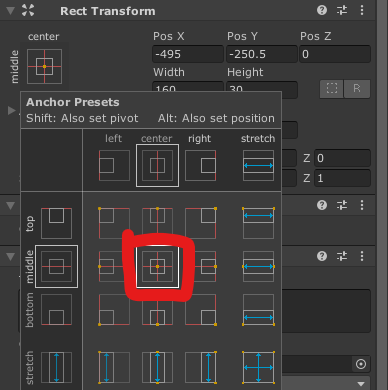 Rect Transform
center
Pos X Pos Y Pos Z
-495 -250.5 0
middle
Width Height
160 30
R
Anchor Presets
Shift: Also set pivot Alt: Also set position
left center right stretch
Z 0
Z 1
top
middle
bottom
stretch